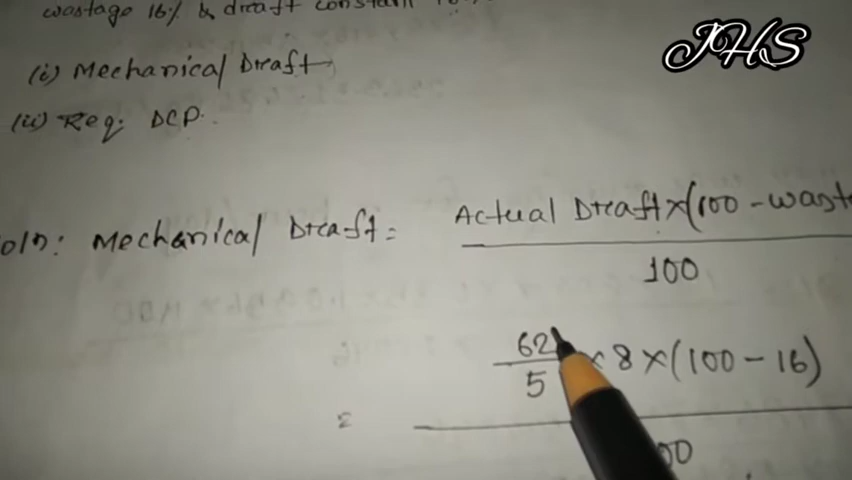 wastage 16% & draft constant
JHS
(i) Mechanical Draft
(ii) Req. DCP.
Mechanical Draft = Actual Draft × (100 - wast
100
62
5
× 8 × (100 - 16)
=
00